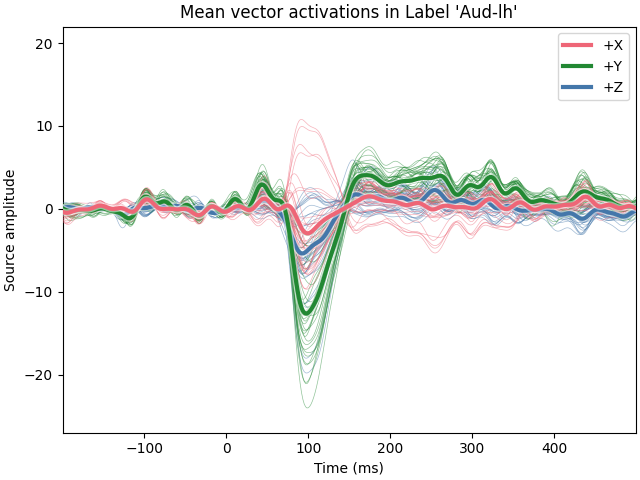 Mean vector activations in Label 'Aud-lh'
+X
+Y
+Z
Source amplitude
20
10
0
−10
−20
−100
0
100
200
300
400
Time (ms)